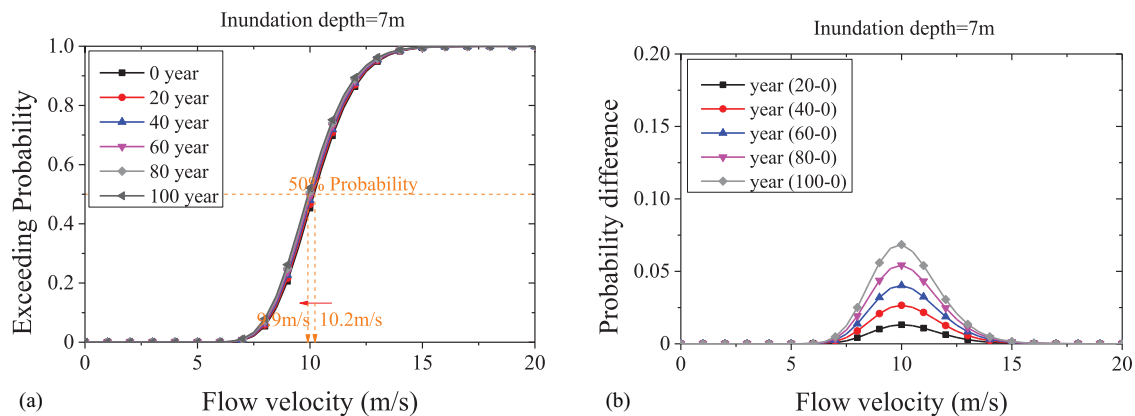 Inundation depth=7m
1.0
0.8
0.6
0.4
0.2
0
Exceeding Probability
0 year
20 year
40 year
60 year
80 year
100 year
50% Probability
9.9m/s 10.2m/s
0 5 10 15 20
(a) Flow velocity (m/s)
Inundation depth=7m
0.20
0.15
0.10
0.05
0
Probability difference
year (20-0)
year (40-0)
year (60-0)
year (80-0)
year (100-0)
0 5 10 15 20
(b) Flow velocity (m/s)